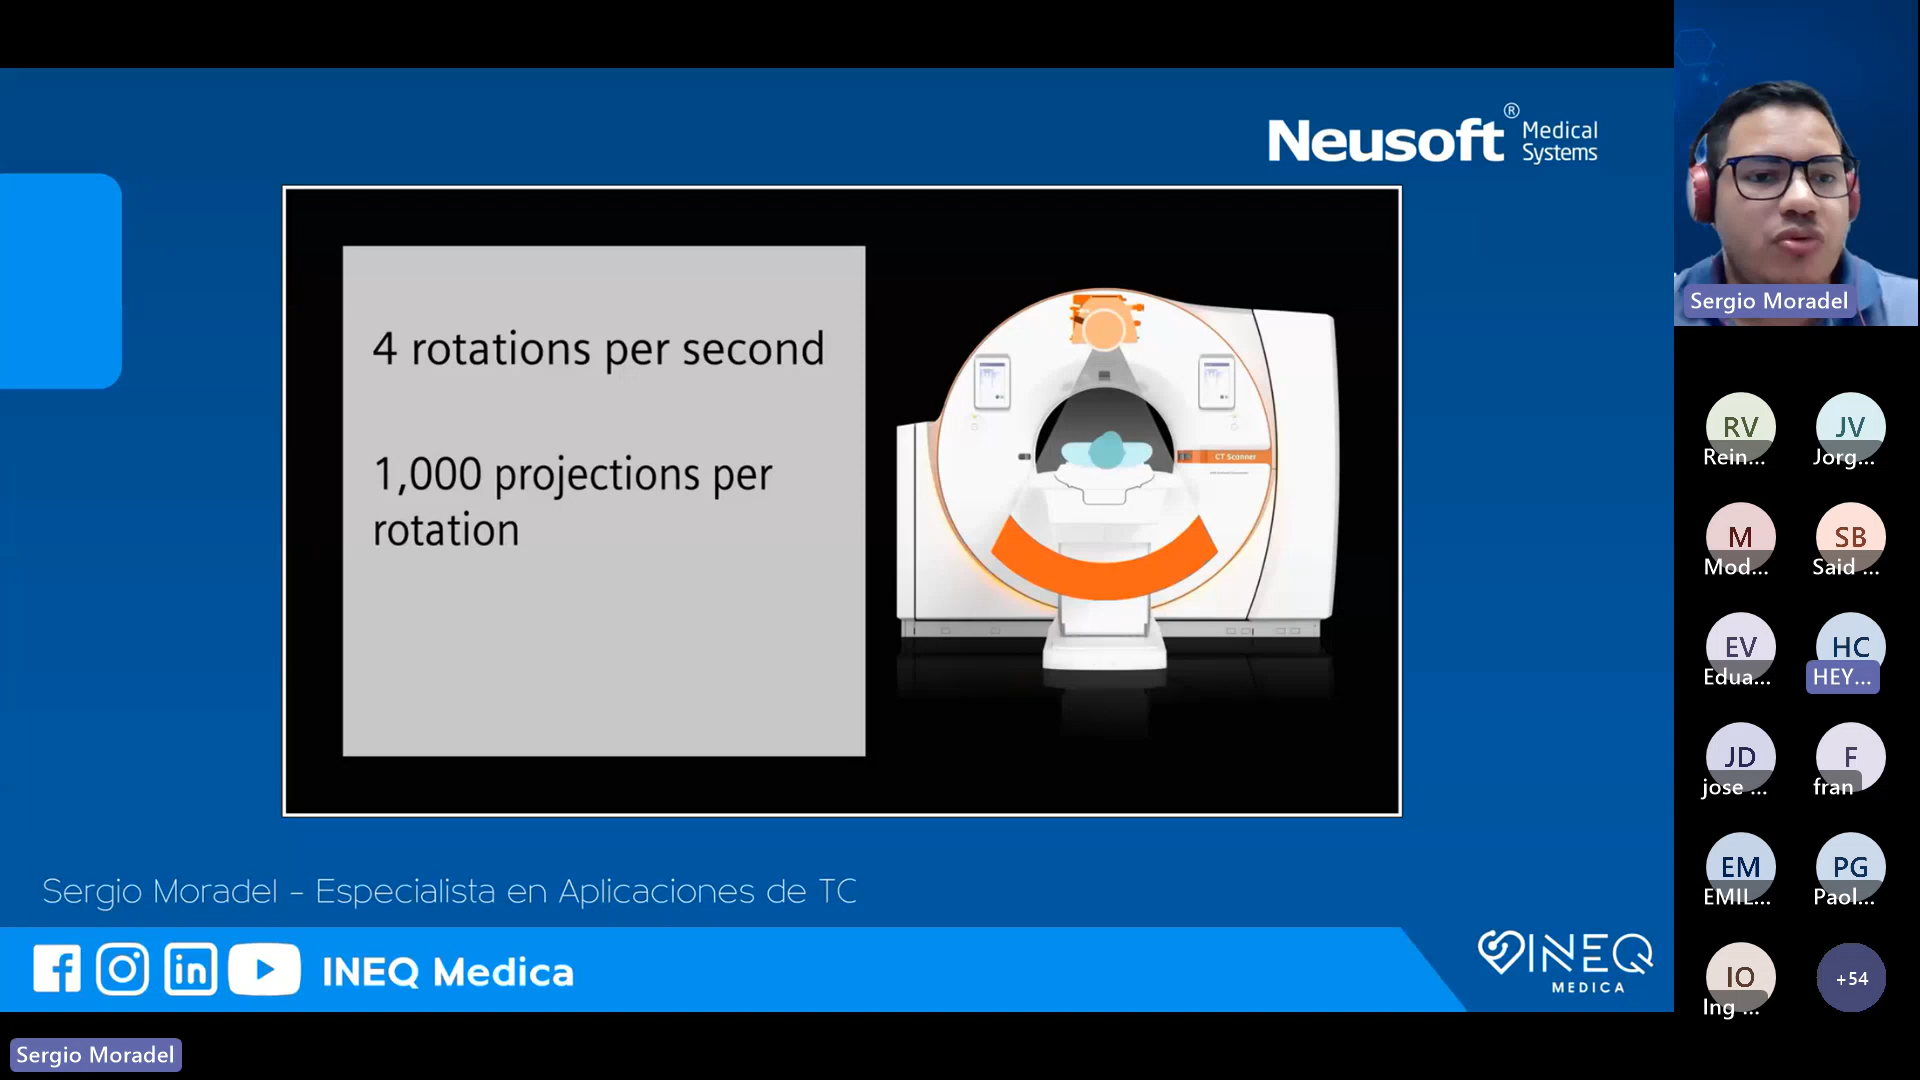 Neusoft® Medical
Systems
4 rotations per second
1,000 projections per
rotation
CT Scanner
Sergio Moradel – Especialista en Aplicaciones de TC
INEQ Medica
INEQ
MEDICA
Sergio Moradel
Sergio Moradel
RV
Rein...
JV
Jorg...
M
Mod...
SB
Said ...
EV
Edua...
HC
HEY...
JD
jose ...
F
fran
EM
EMIL...
PG
Paol...
IO
Ing ...
+54